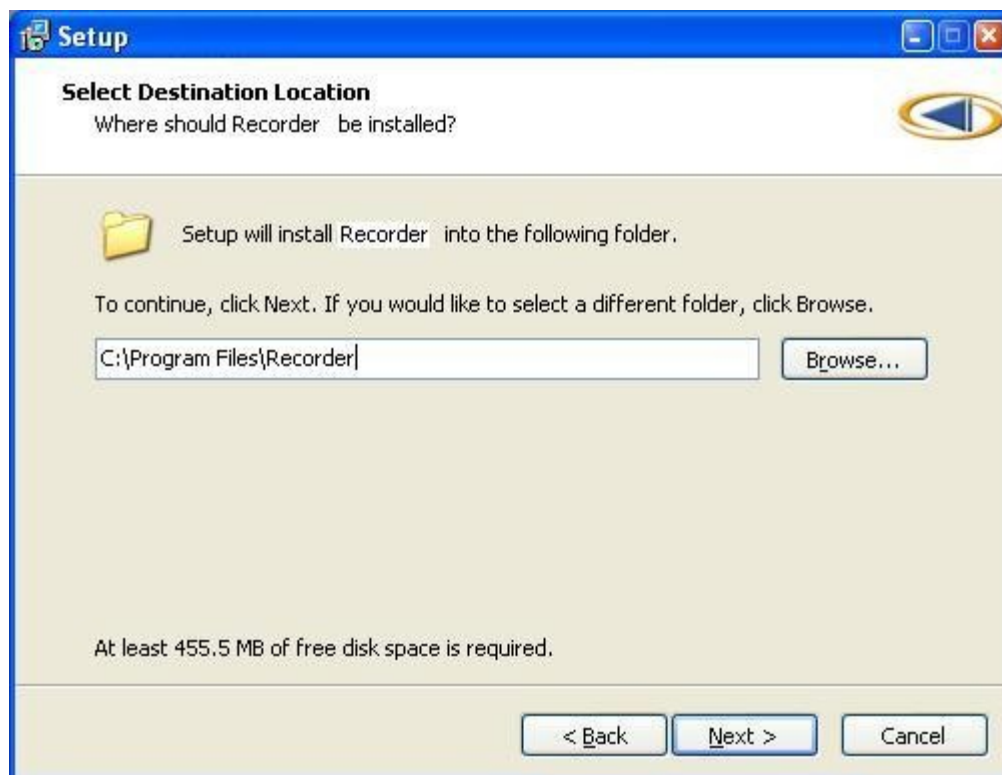 Setup
Select Destination Location
Where should Recorder be installed?
Setup will install Recorder into the following folder.
To continue, click Next. If you would like to select a different folder, click Browse.
C:\Program Files\Recorder
Browse...
At least 455.5 MB of free disk space is required.
< Back
Next >
Cancel